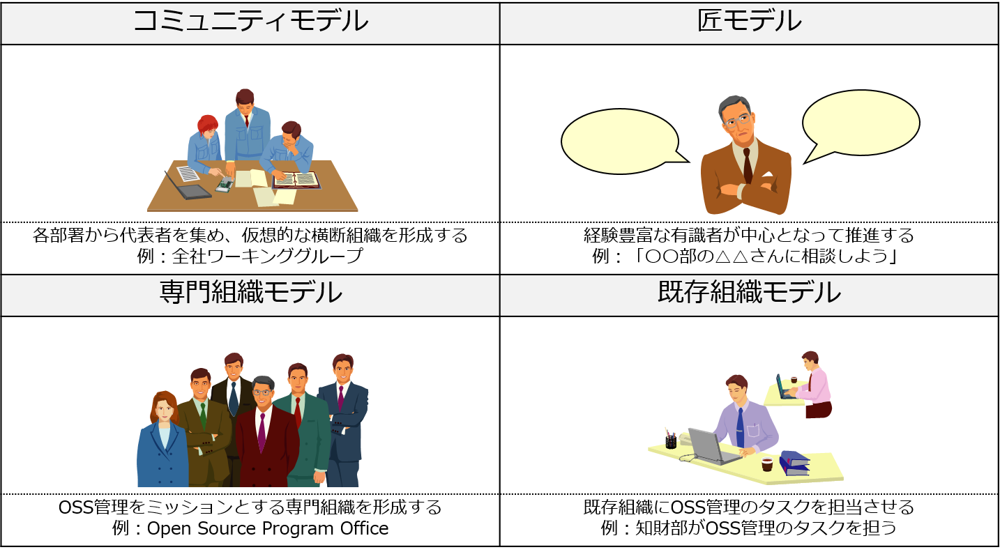 コミュニティモデル
匠モデル
各部署から代表者を集め、仮想的な横断組織を形成する
例：全社ワーキンググループ
経験豊富な有識者が中心となって推進する
例：「〇〇部の△△さんに相談しよう」
専門組織モデル
既存組織モデル
OSS管理をミッションとする専門組織を形成する
例：Open Source Program Office
既存組織にOSS管理のタスクを担当させる
例：知財部がOSS管理のタスクを担う